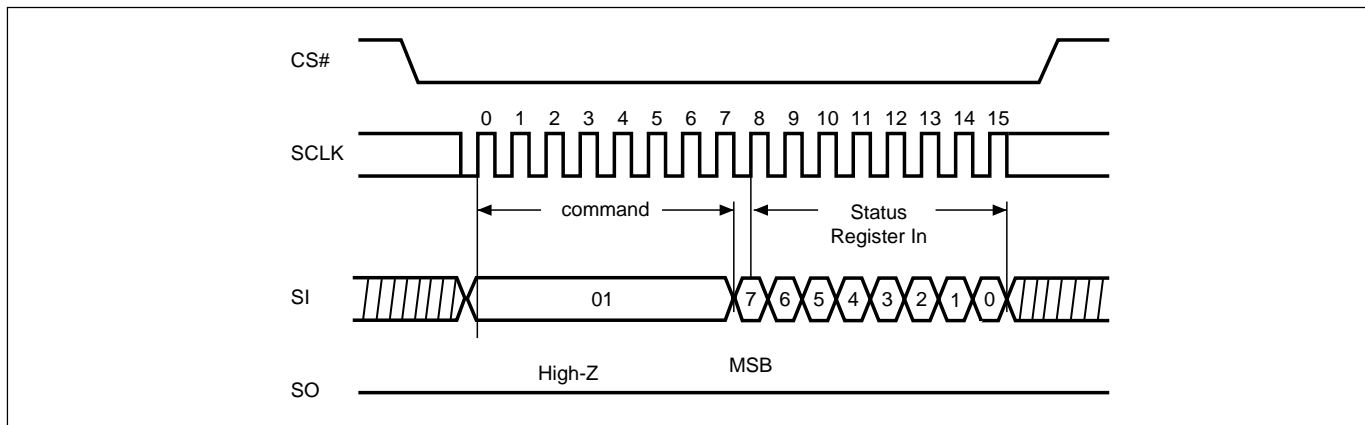 CS#
0 1 2 3 4 5 6 7 8 9 10 11 12 13 14 15
SCLK
command
Status
Register In
SI
01 7 6 5 4 3 2 1 0
MSB
High-Z
SO